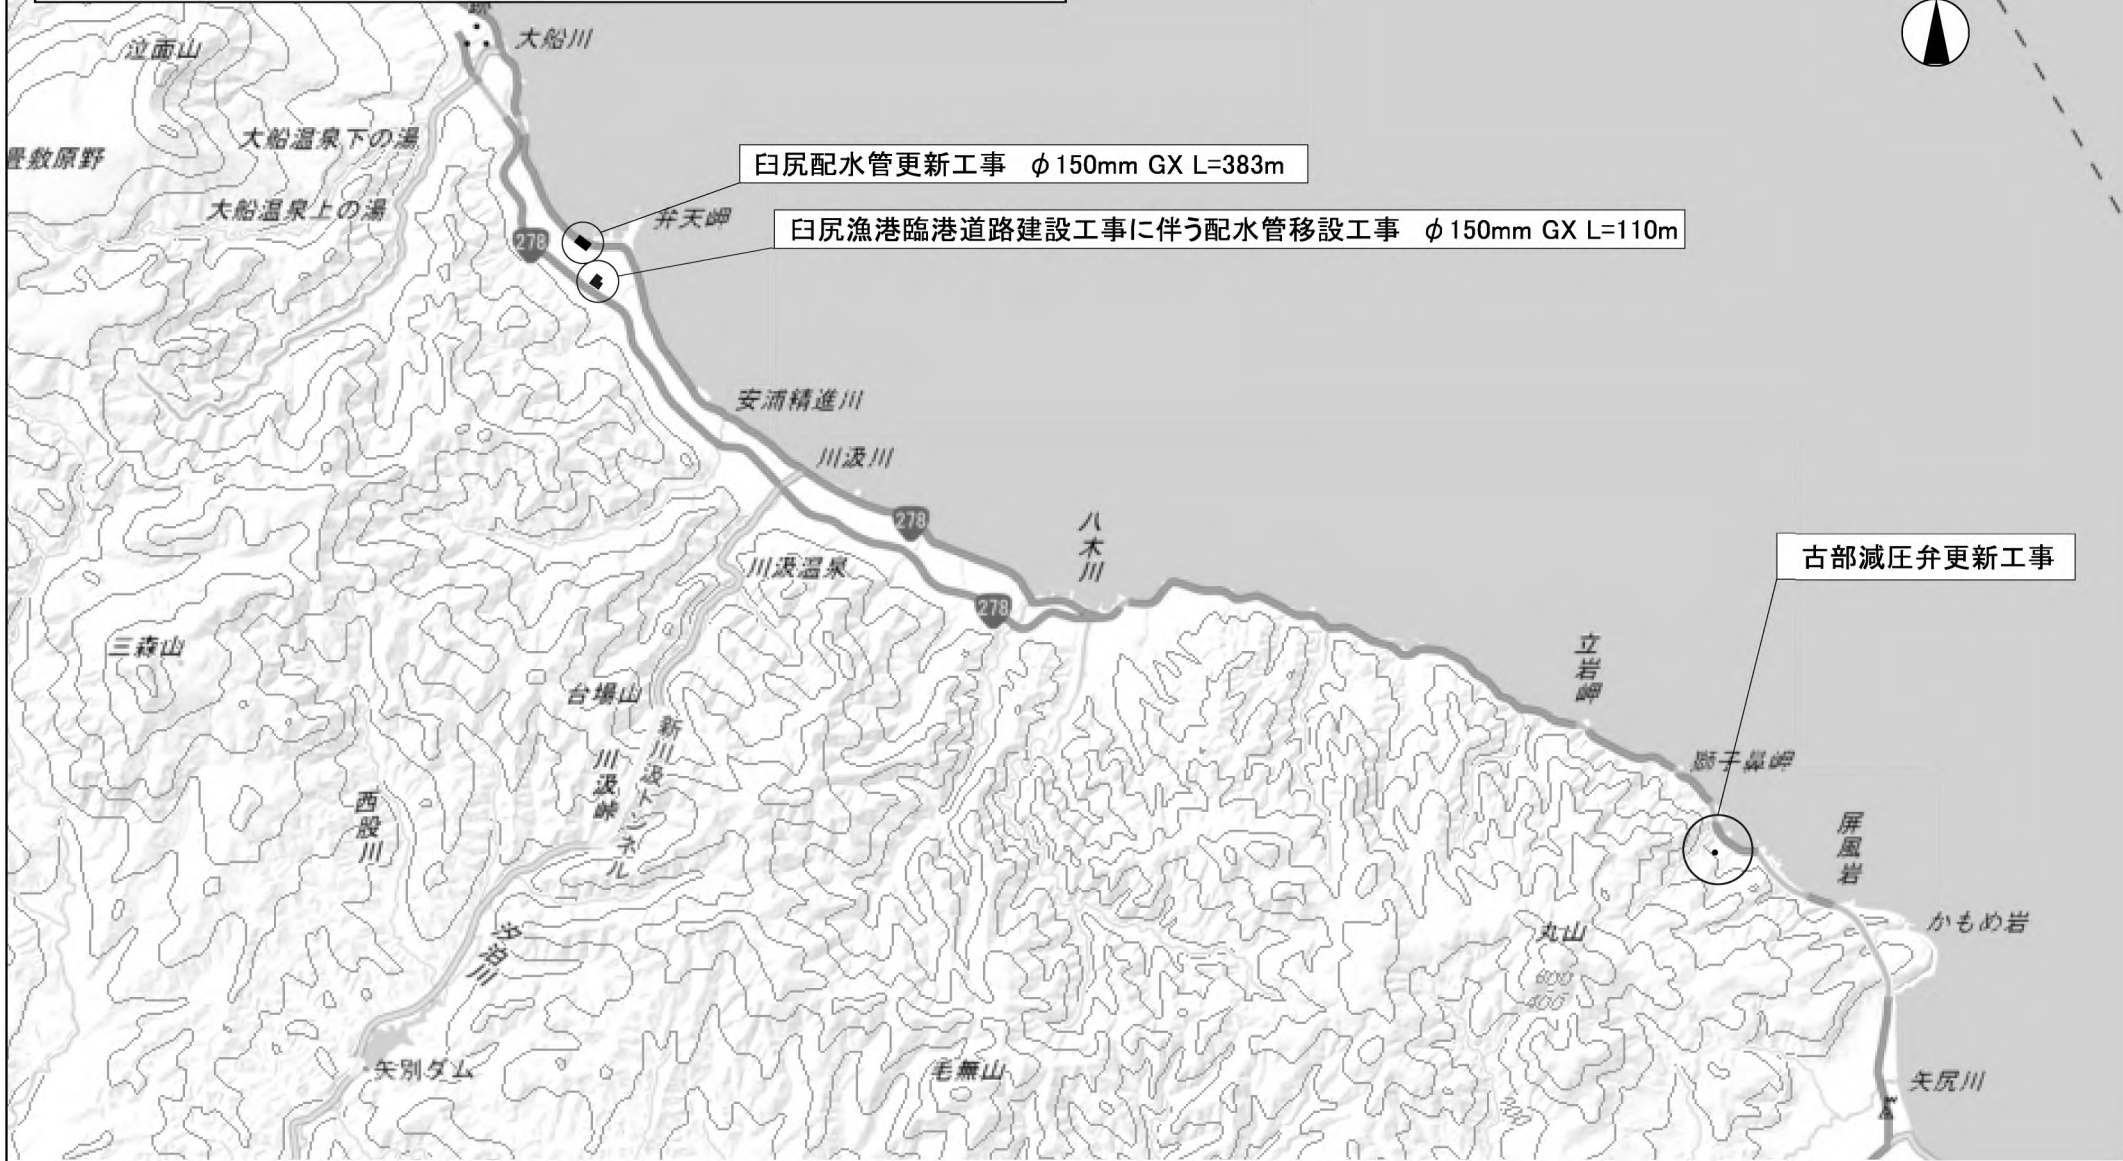 大船川
泣面山
大船温泉下の湯
豊敷原野
臼尻配水管更新工事 φ150mm GX L=383m
大船温泉上の湯
弁天岬
臼尻漁港臨港道路建設工事に伴う配水管移設工事 φ150mm GX L=110m
278
安浦精進川
川汲川
278
八木川
古部減圧弁更新工事
川汲温泉
278
三森山
立岩岬
台場山
新川汲トンネル
川汲峠
獅子鼻岬
西股川
屏風岩
かもめ岩
丸山
汐泊川
600
400
矢別ダム
毛無山
矢尻川
200